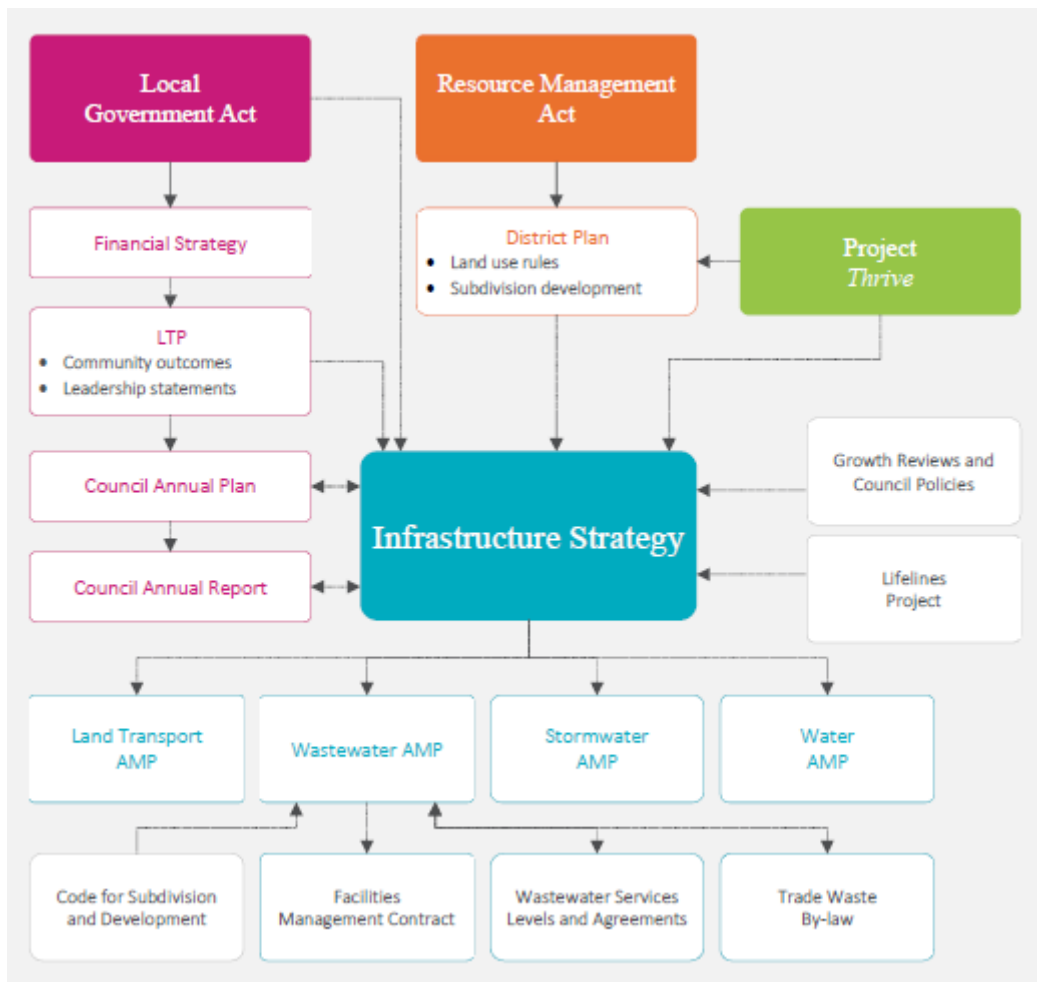 Local
Government Act
Resource Management
Act
Financial Strategy
District Plan
• Land use rules
• Subdivision development
Project
Thrive
LTP
• Community outcomes
• Leadership statements
Council Annual Plan
Infrastructure Strategy
Growth Reviews and
Council Policies
Council Annual Report
Lifelines
Project
Land Transport
AMP
Wastewater AMP
Stormwater
AMP
Water
AMP
Code for Subdivision
and Development
Facilities
Management Contract
Wastewater Services
Levels and Agreements
Trade Waste
By-law